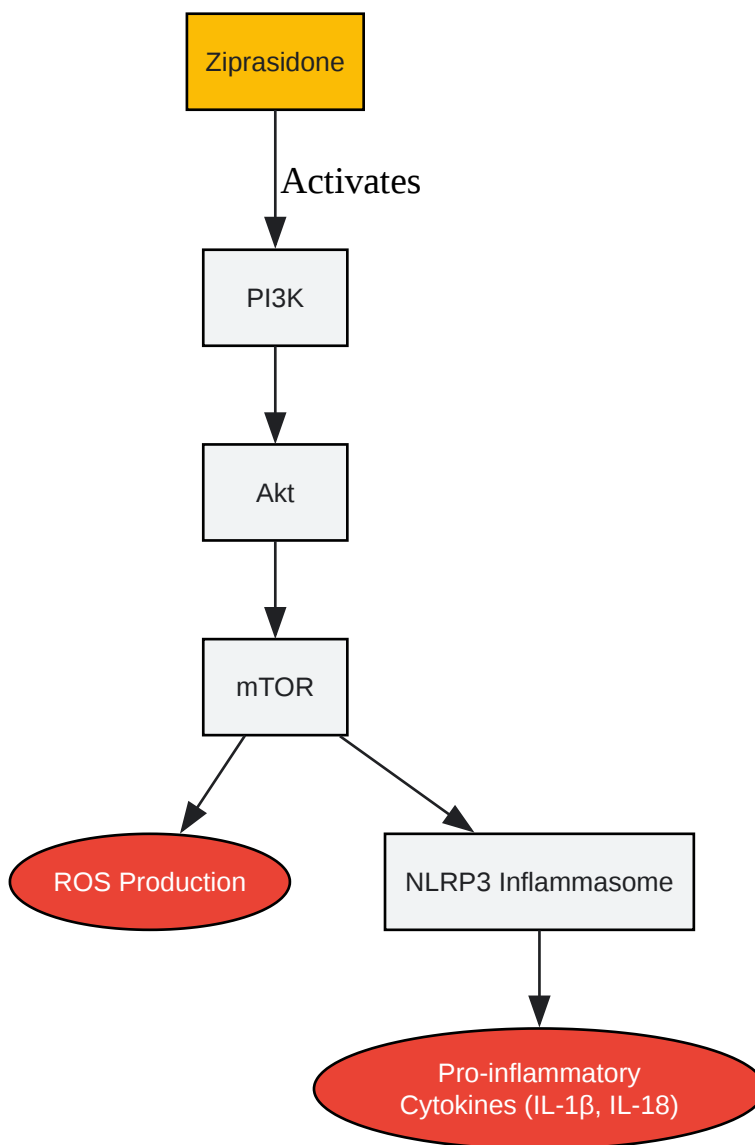 Ziprasidone
Activates
PI3K
Akt
mTOR
ROS Production
NLRP3 Inflammasome
Pro-inflammatory
Cytokines (IL-1β, IL-18)